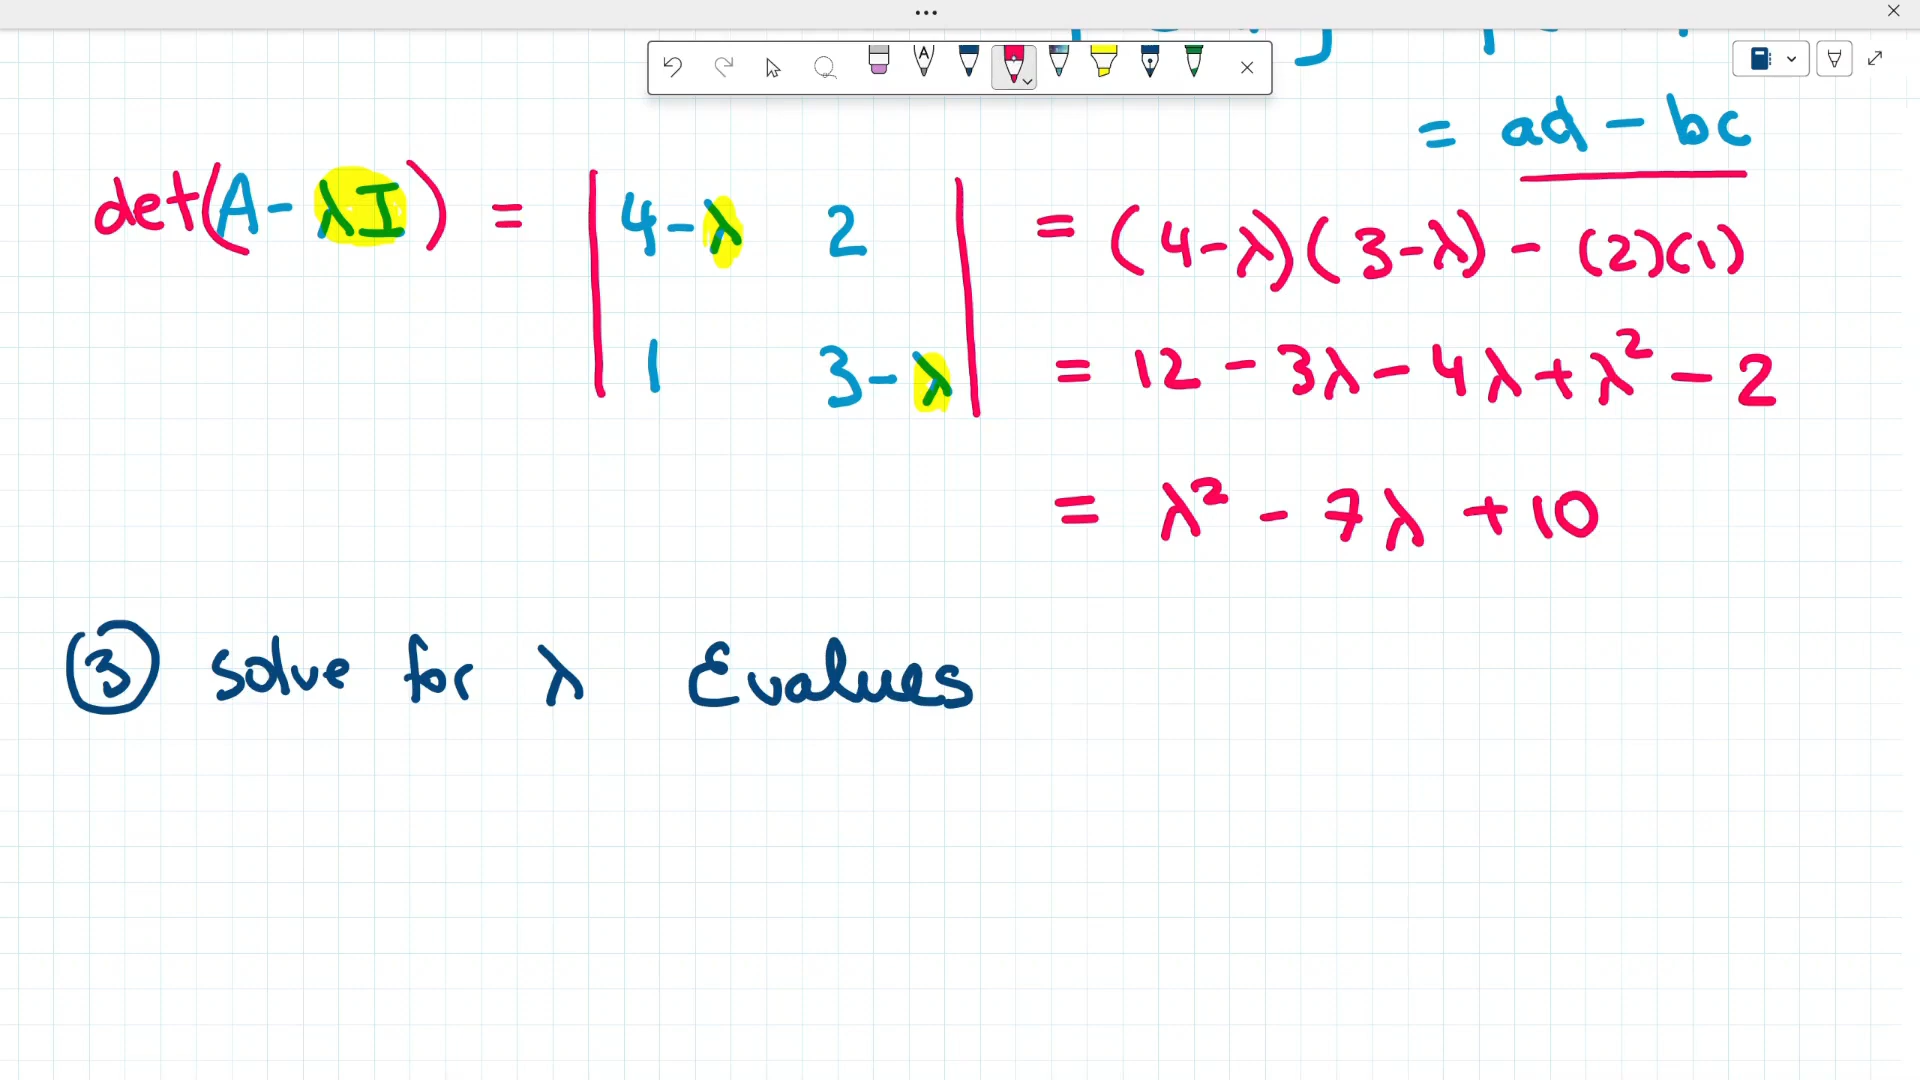 = ad - bc
det(A - λI) = | 4-λ 2 | = (4-λ)(3-λ) - (2)(1)
| 1 3-λ | = 12 - 3λ - 4λ + λ² - 2
= λ² - 7λ + 10
③ solve for λ Evalues